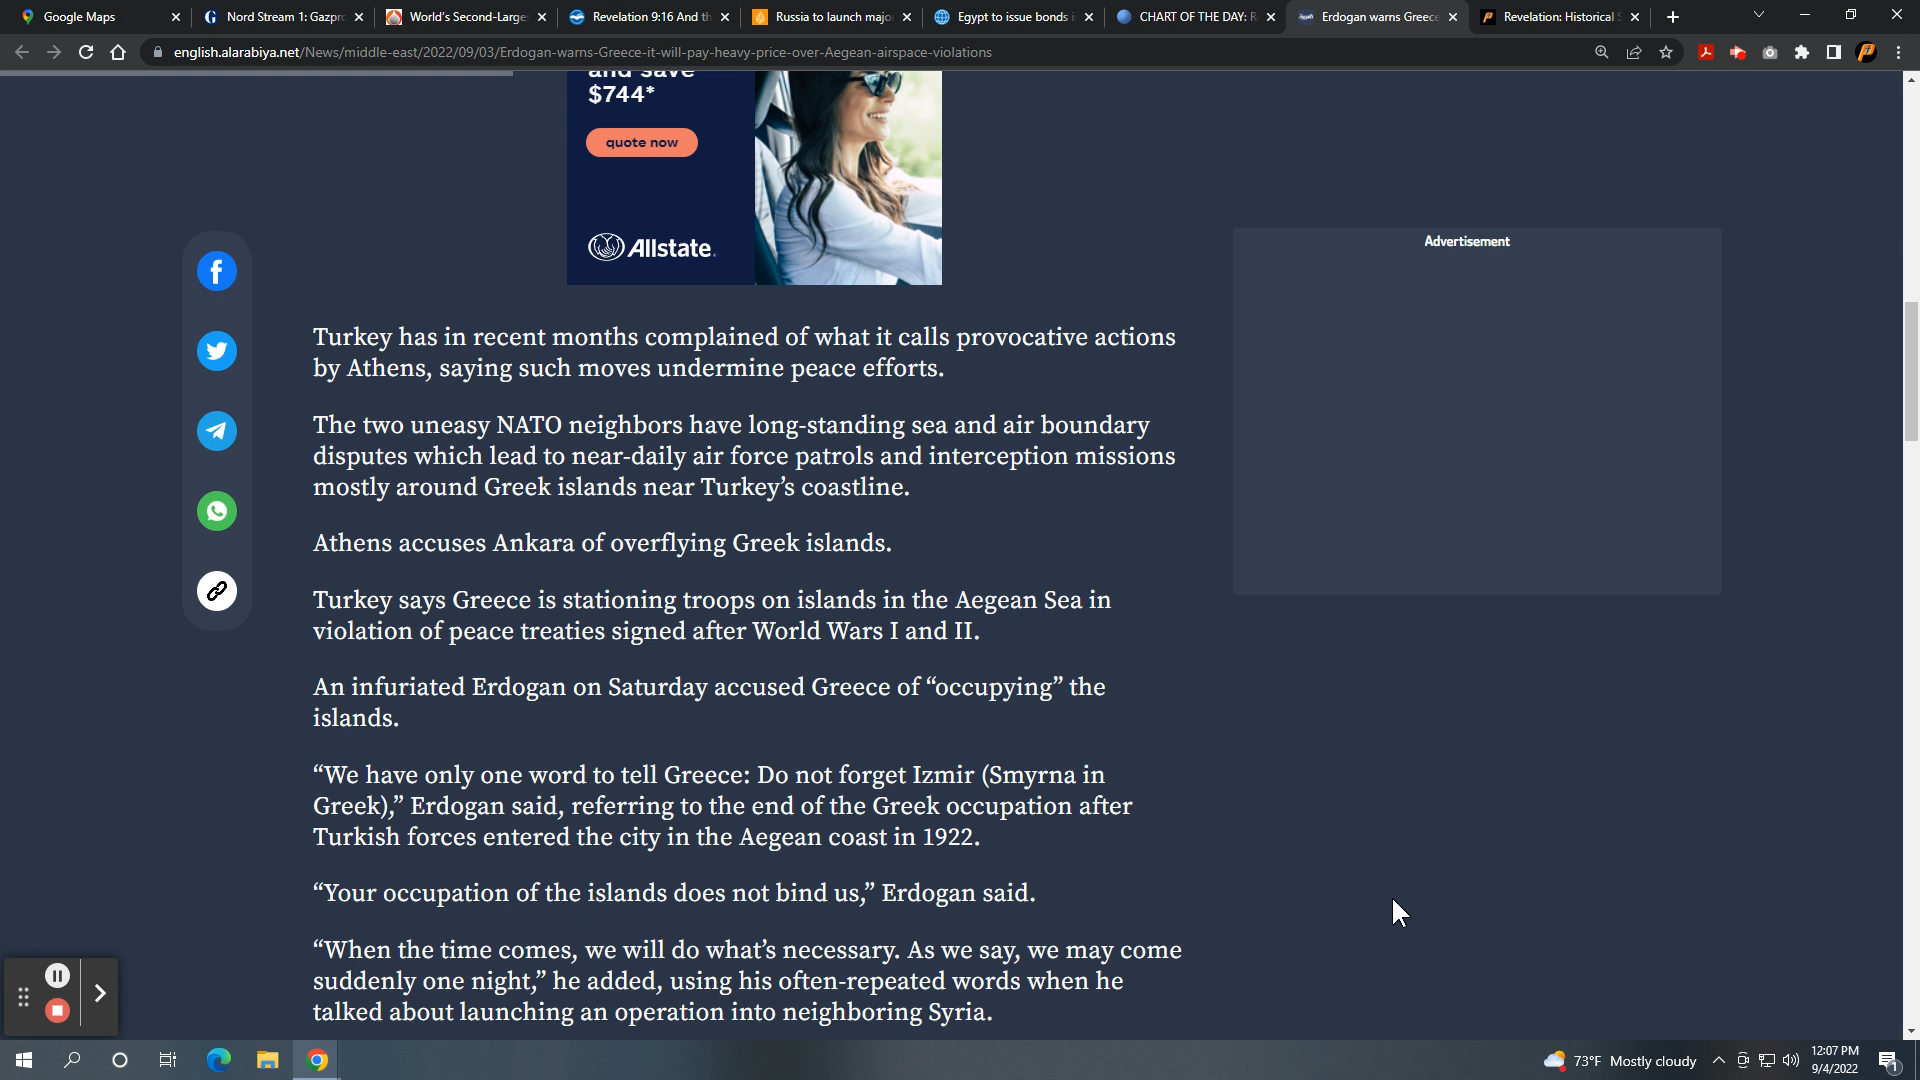 Google Maps
Nord Stream 1: Gazpr
World's Second-Large
Revelation 9:16 And th
Russia to launch majo
Egypt to issue bonds i
CHART OF THE DAY: R
Erdogan warns Greece
Revelation: Historical S
english.alarabiya.net/News/middle-east/2022/09/03/Erdogan-warns-Greece-it-will-pay-heavy-price-over-Aegean-airspace-violations
and save
$744*
quote now
Allstate.
Advertisement
Turkey has in recent months complained of what it calls provocative actions
by Athens, saying such moves undermine peace efforts.
The two uneasy NATO neighbors have long-standing sea and air boundary
disputes which lead to near-daily air force patrols and interception missions
mostly around Greek islands near Turkey's coastline.
Athens accuses Ankara of overflying Greek islands.
Turkey says Greece is stationing troops on islands in the Aegean Sea in
violation of peace treaties signed after World Wars I and II.
An infuriated Erdogan on Saturday accused Greece of “occupying” the
islands.
“We have only one word to tell Greece: Do not forget Izmir (Smyrna in
Greek),” Erdogan said, referring to the end of the Greek occupation after
Turkish forces entered the city in the Aegean coast in 1922.
“Your occupation of the islands does not bind us,” Erdogan said.
“When the time comes, we will do what’s necessary. As we say, we may come
suddenly one night,” he added, using his often-repeated words when he
talked about launching an operation into neighboring Syria.
73°F Mostly cloudy
12:07 PM
9/4/2022
1